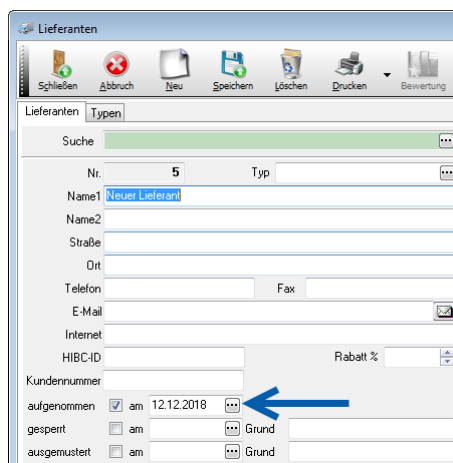 Lieferanten
Schließen Abbruch Neu Speichern Löschen Drucken Bewertung
Lieferanten Typen
Suche
Nr. 5 Typ
Name1 Neuer Lieferant
Name2
Straße
Ort
Telefon Fax
E-Mail
Internet
HIBC-ID Rabatt %
Kundennummer
aufgenommen am 12.12.2018
gesperrt am Grund
ausgemustert am Grund